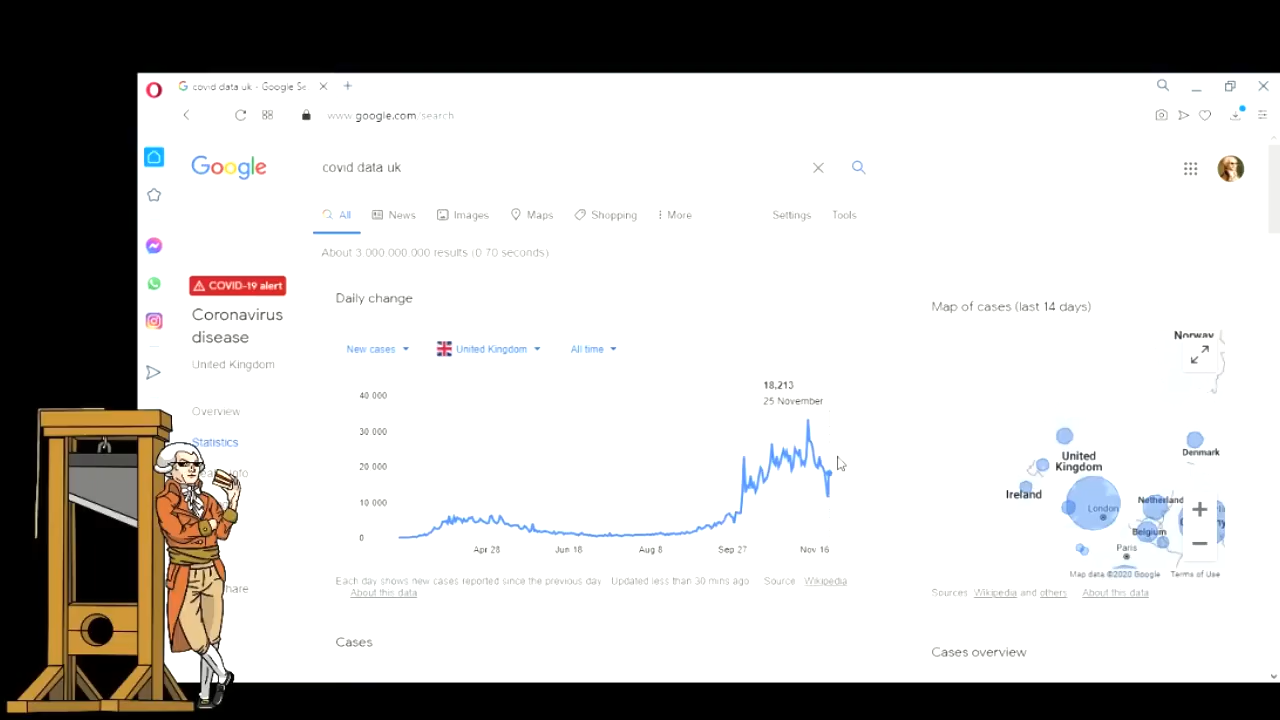 covid data uk - Google Se
www.google.com/search
Google
covid data uk
All
News
Images
Maps
Shopping
More
Settings
Tools
About 3.000.000.000 results (0.70 seconds)
COVID-19 alert
Coronavirus
disease
United Kingdom
Overview
Statistics
info
hare
Daily change
New cases
United Kingdom
All time
18,213
25 November
40 000
30 000
20 000
10 000
0
Apr 28
Jun 18
Aug 8
Sep 27
Nov 16
Each day shows new cases reported since the previous day
Updated less than 30 mins ago
Source: Wikipedia
About this data
Cases
Map of cases (last 14 days)
Norway
United
Kingdom
Denmark
Ireland
London
Netherland
Belgium
Paris
Map data ©2020 Google
Terms of Use
Sources: Wikipedia and others
About this data
Cases overview